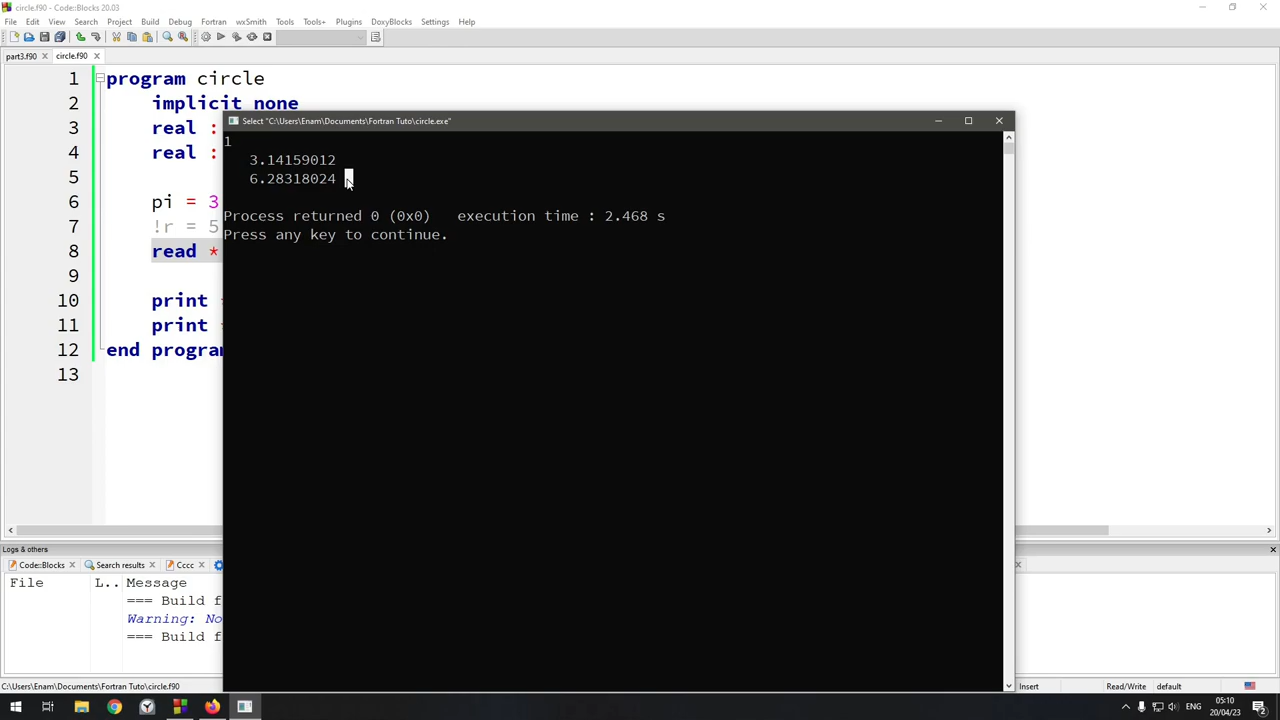 circle.f90 - Code::Blocks 20.03
File Edit View Search Project Build Debug Fortran wxSmith Tools Tools+ Plugins DoxyBlocks Settings Help
part3.f90 circle.f90
1 program circle
2 implicit none
3 real :
4 real :
5
6 pi = 3
7 !r = 5
8 read *
9
10 print
11 print
12 end program
13
Select "C:\Users\Enam\Documents\Fortran Tuto\circle.exe"
1
3.14159012
6.28318024
Process returned 0 (0x0) execution time : 2.468 s
Press any key to continue.
Logs & others
Code::Blocks Search results Cccc
File L.. Message
=== Build f
Warning: No
=== Build f
C:\Users\Enam\Documents\Fortran Tuto\circle.f90 Insert Read/Write default
ENG 05:10
20/04/23 2